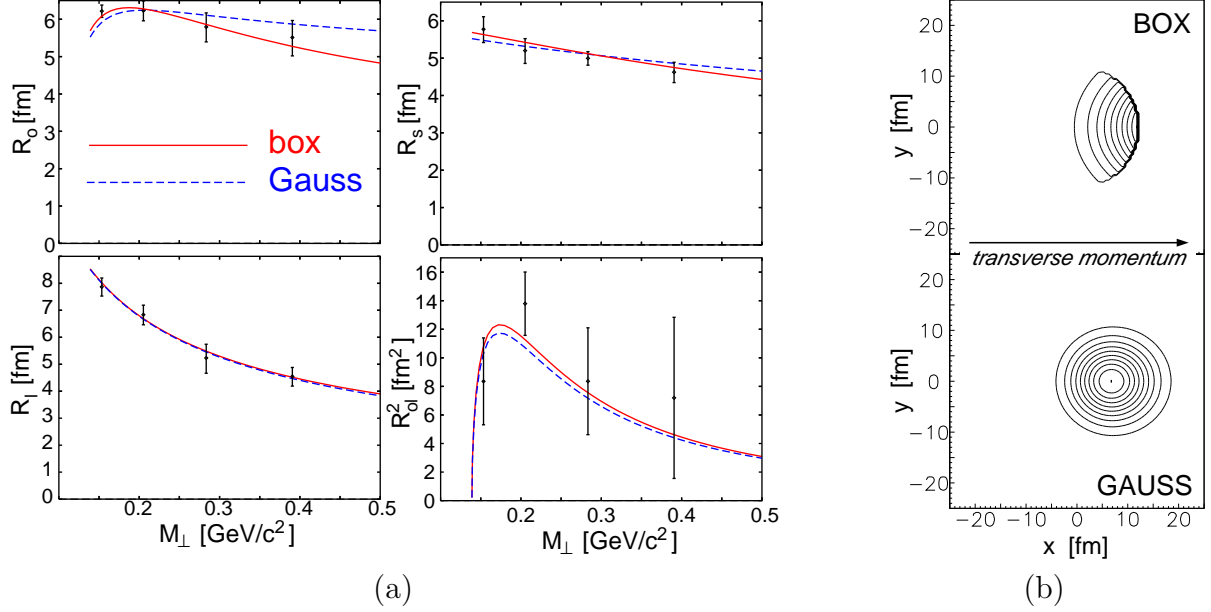 R_o [fm]
6
5
4
3
2
1
0
box
Gauss
R_s [fm]
6
5
4
3
2
1
0
R_l [fm]
8
7
6
5
4
3
2
1
0
0.2 0.3 0.4 0.5
M_⊥ [GeV/c²]
R²_ol [fm²]
16
14
12
10
8
6
4
2
0
0.2 0.3 0.4 0.5
M_⊥ [GeV/c²]
(a)
BOX
y [fm]
20
10
0
−10
−20
transverse momentum
y [fm]
20
10
0
−10
−20
GAUSS
−20 −10 0 10 20
x [fm]
(b)